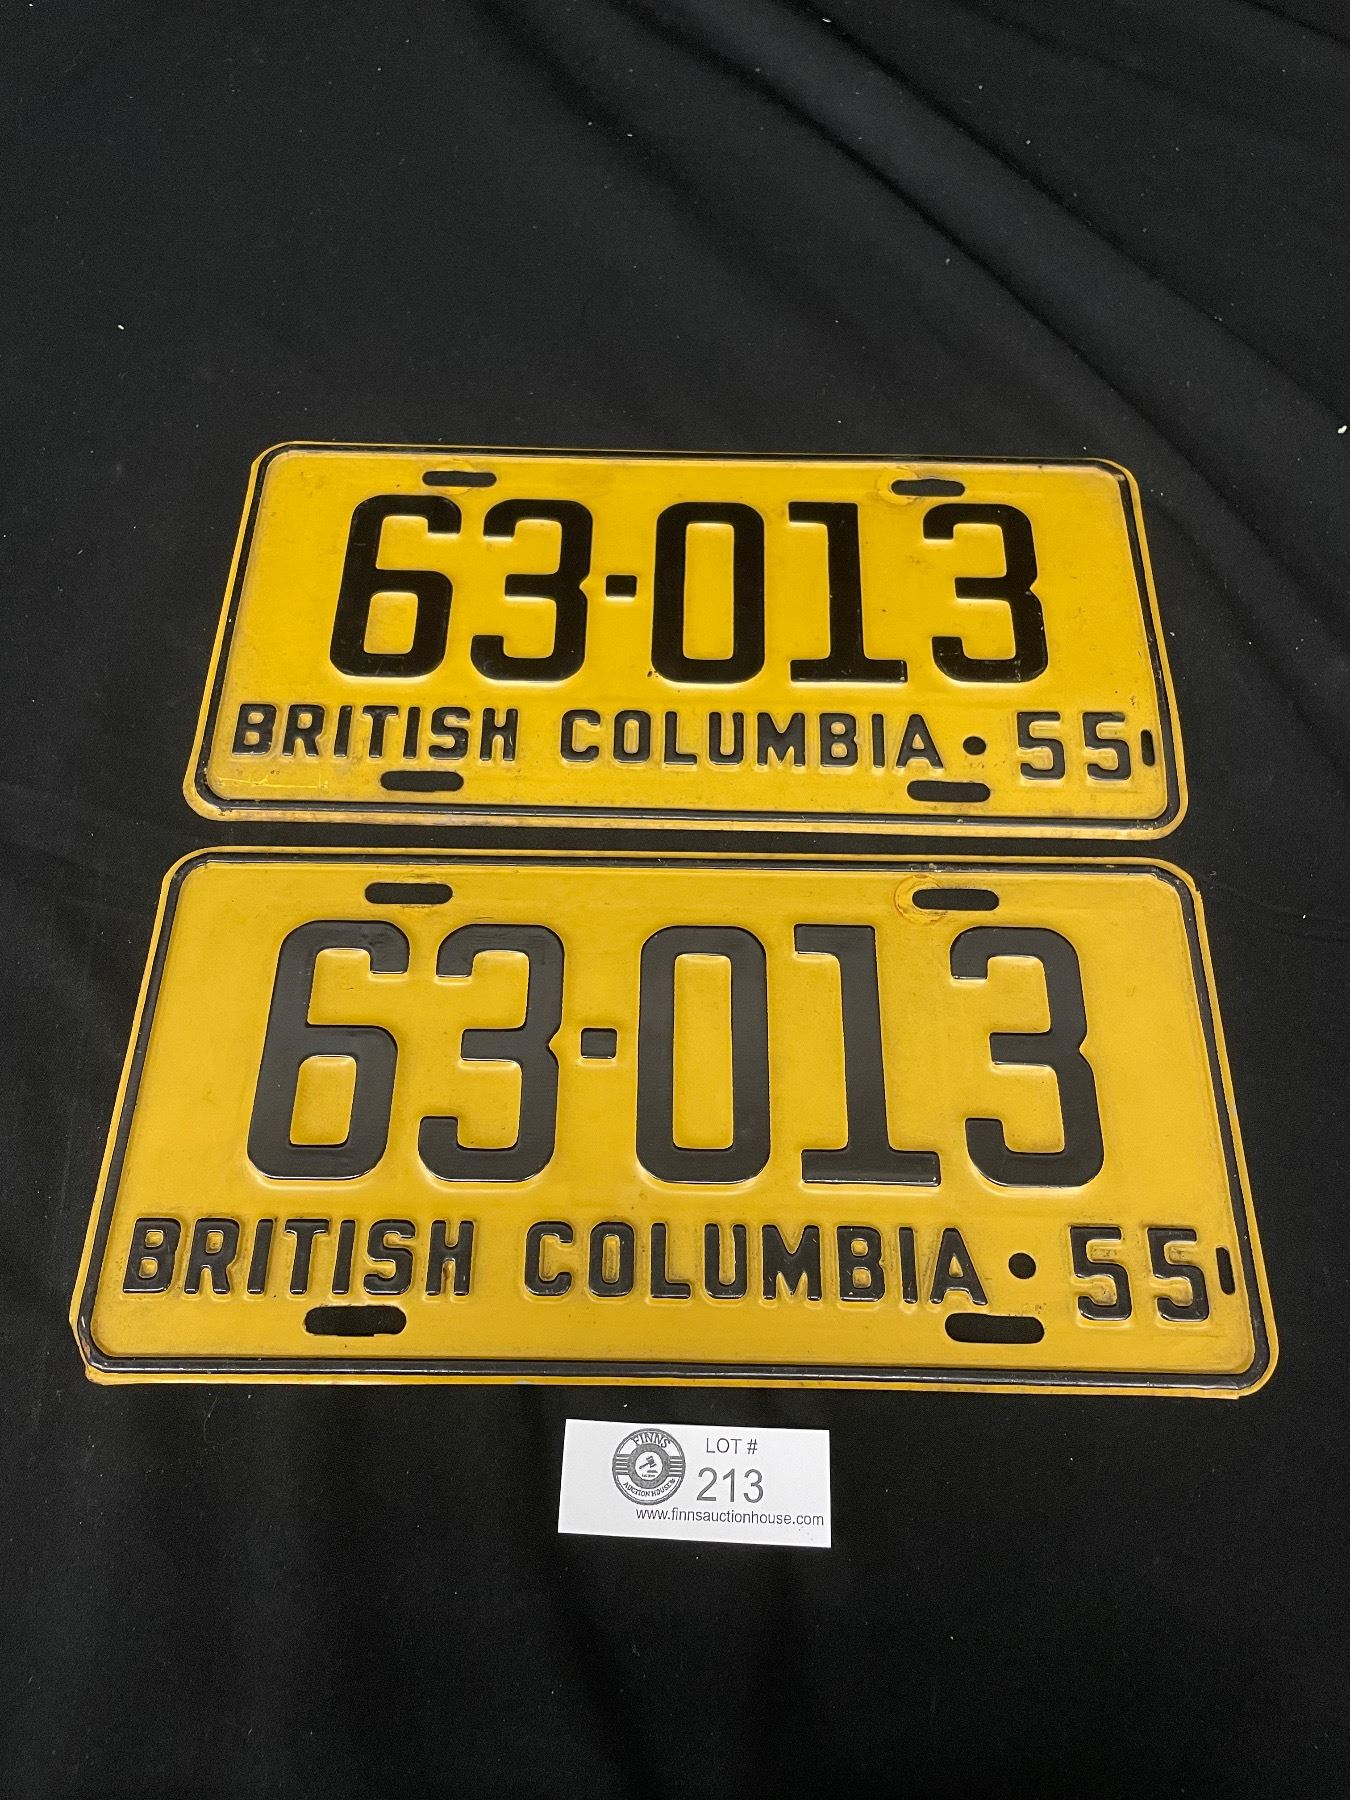 63-013
BRITISH COLUMBIA • 55
63-013
BRITISH COLUMBIA • 55
FINNS
AUCTION HOUSE
LOT #
213
www.finnsauctionhouse.com